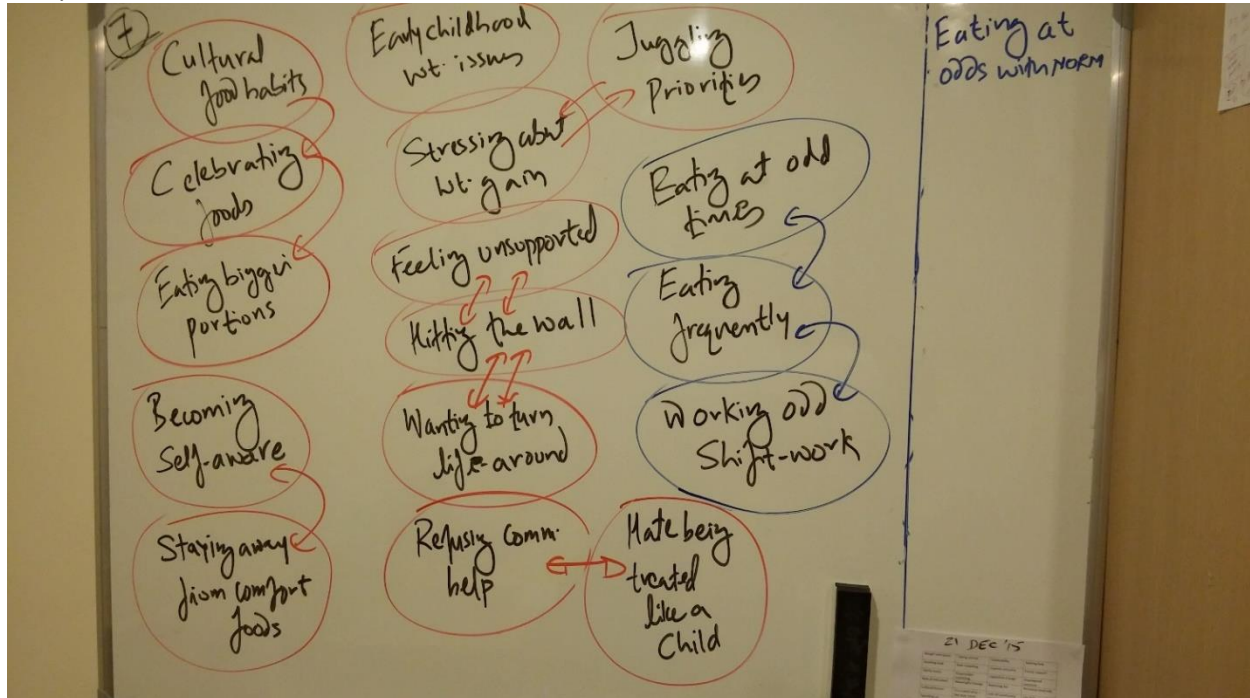 7
Cultural
food habits
Celebrating
foods
Eating bigger
portions
Becoming
Self-aware
Staying away
from comfort
foods
Early childhood
wt. issues
Stressing about
wt. gain
Feeling unsupported
Hitting the wall
Wanting to turn
life-around
Refusing comm.
help
Juggling
Priorities
Eating at odd
times
Eating
frequently
Working odd
Shift-work
Hate being
treated
like a
Child
Eating at
odds with NORM
21 DEC '15